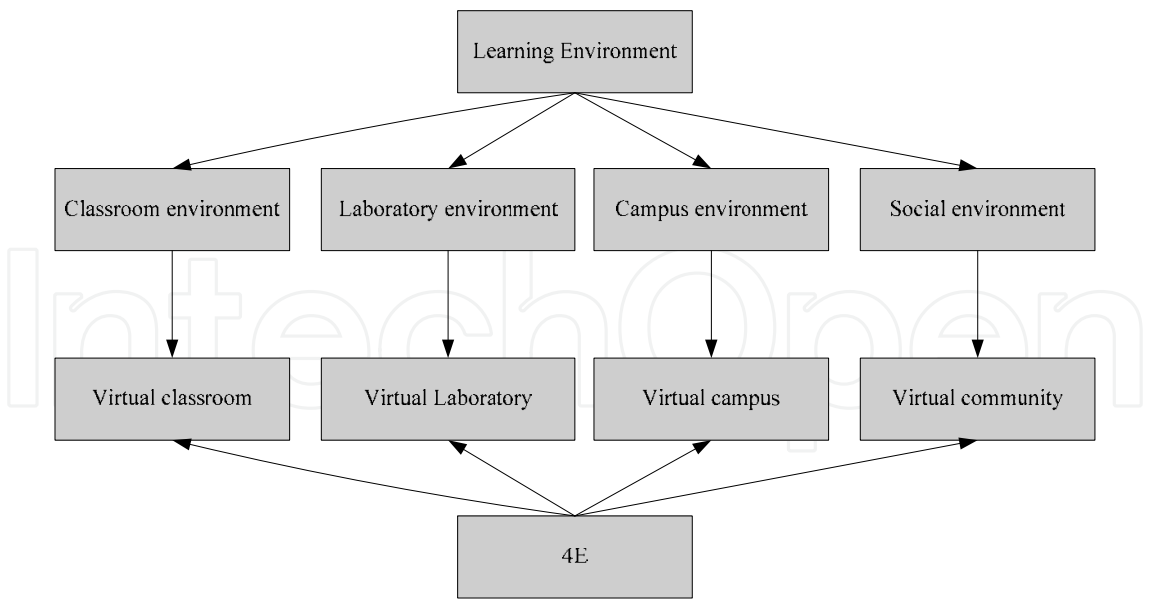 Learning Environment
Classroom environment
Laboratory environment
Campus environment
Social environment
IntechOpen
Virtual classroom
Virtual Laboratory
Virtual campus
Virtual community
4E